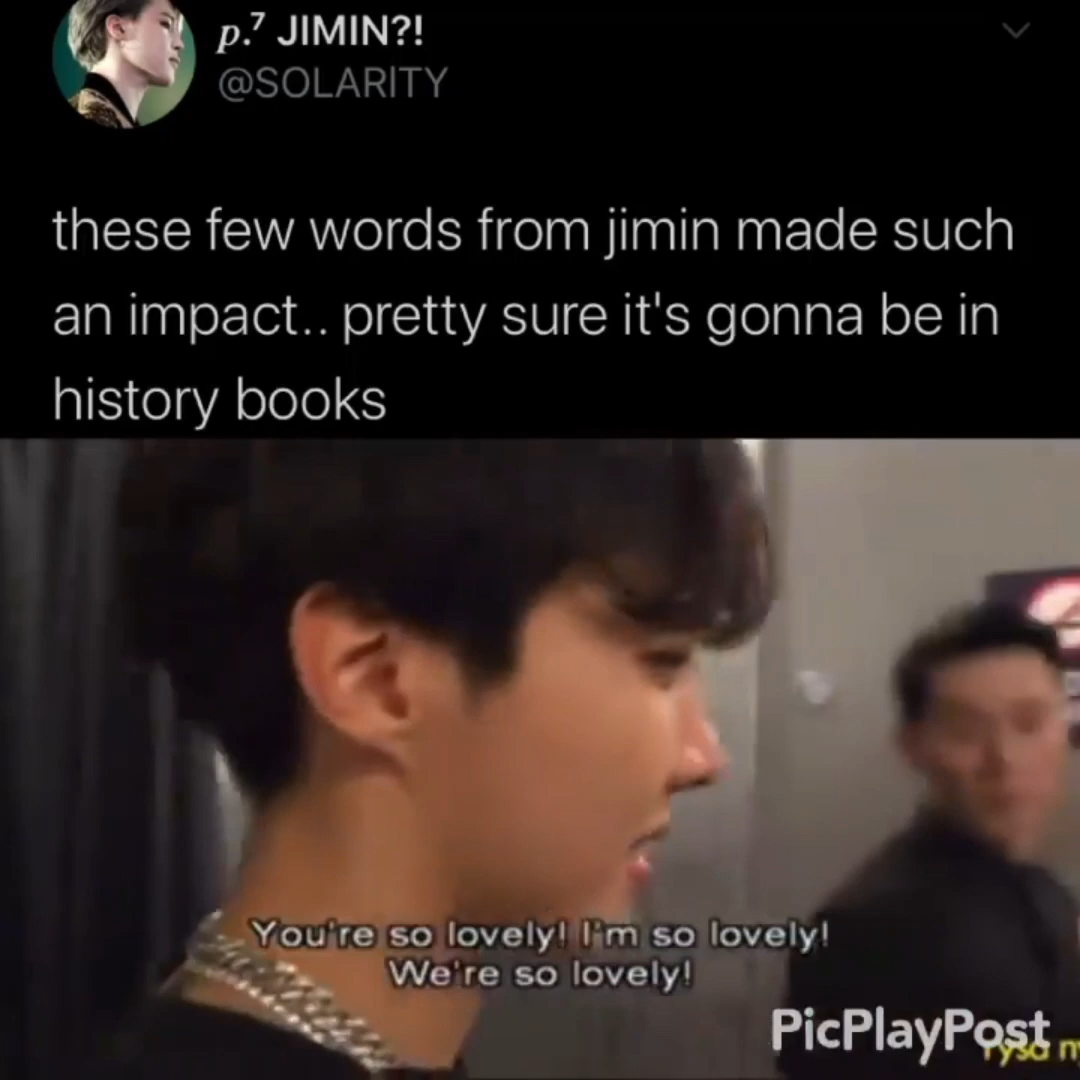 p.⁷ JIMIN?!
@SOLARITY
these few words from jimin made such
an impact.. pretty sure it's gonna be in
history books
You're so lovely! I'm so lovely!
We're so lovely!
PicPlayPost